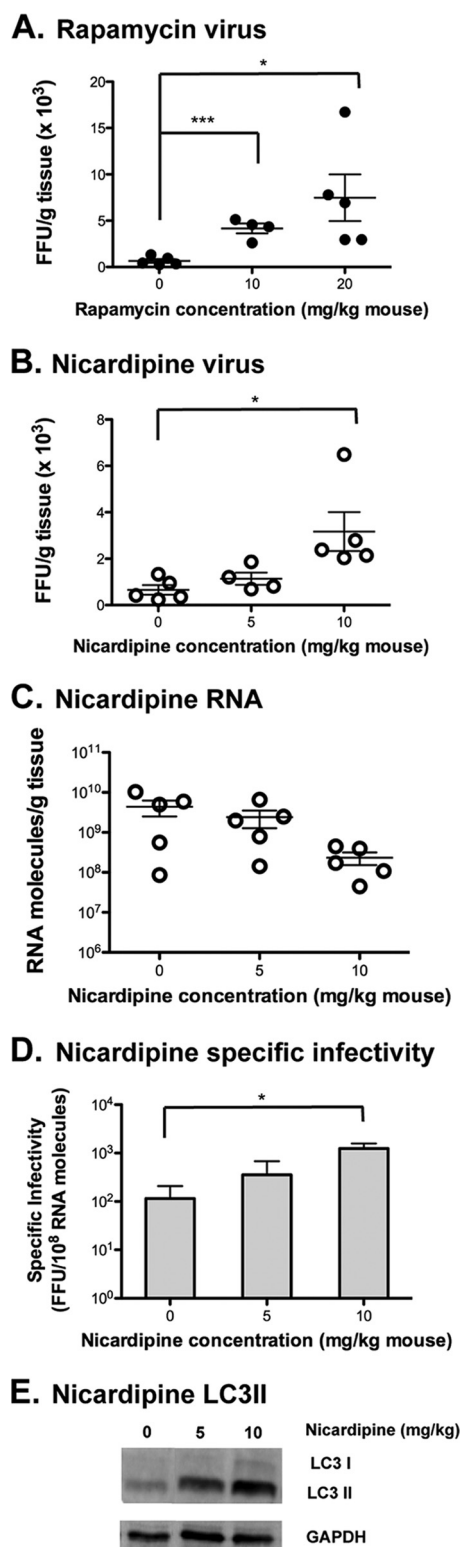 A. Rapamycin virus
*
***
FFU/g tissue (x 10³)
20
15
10
5
0
0 10 20
Rapamycin concentration (mg/kg mouse)
B. Nicardipine virus
*
FFU/g tissue (x 10³)
8
6
4
2
0
0 5 10
Nicardipine concentration (mg/kg mouse)
C. Nicardipine RNA
RNA molecules/g tissue
10¹¹
10¹⁰
10⁹
10⁸
10⁷
10⁶
0 5 10
Nicardipine concentration (mg/kg mouse)
D. Nicardipine specific infectivity
*
Specific Infectivity
(FFU/10⁸ RNA molecules)
10⁴
10³
10²
10¹
10⁰
0 5 10
Nicardipine concentration (mg/kg mouse)
E. Nicardipine LC3II
0 5 10 Nicardipine (mg/kg)
LC3 I
LC3 II
GAPDH